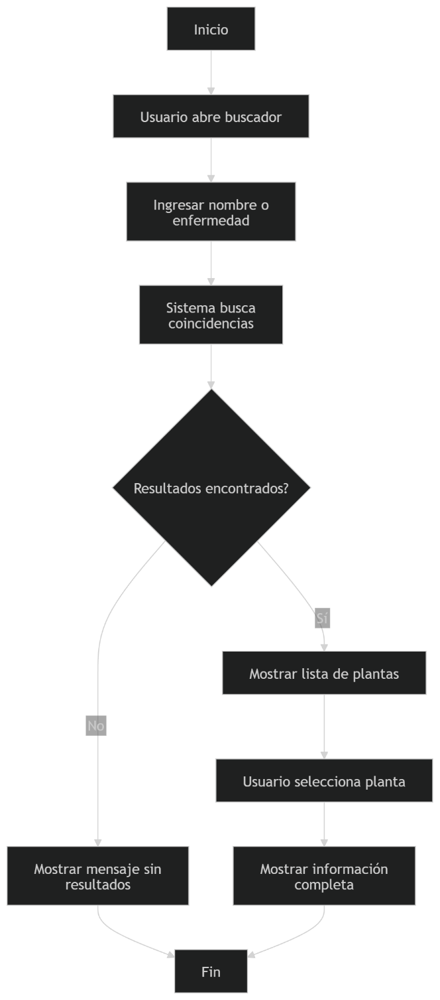 Inicio
Usuario abre buscador
Ingresar nombre o
enfermedad
Sistema busca
coincidencias
Resultados encontrados?
Sí
Mostrar lista de plantas
No
Usuario selecciona planta
Mostrar mensaje sin
resultados
Mostrar información
completa
Fin